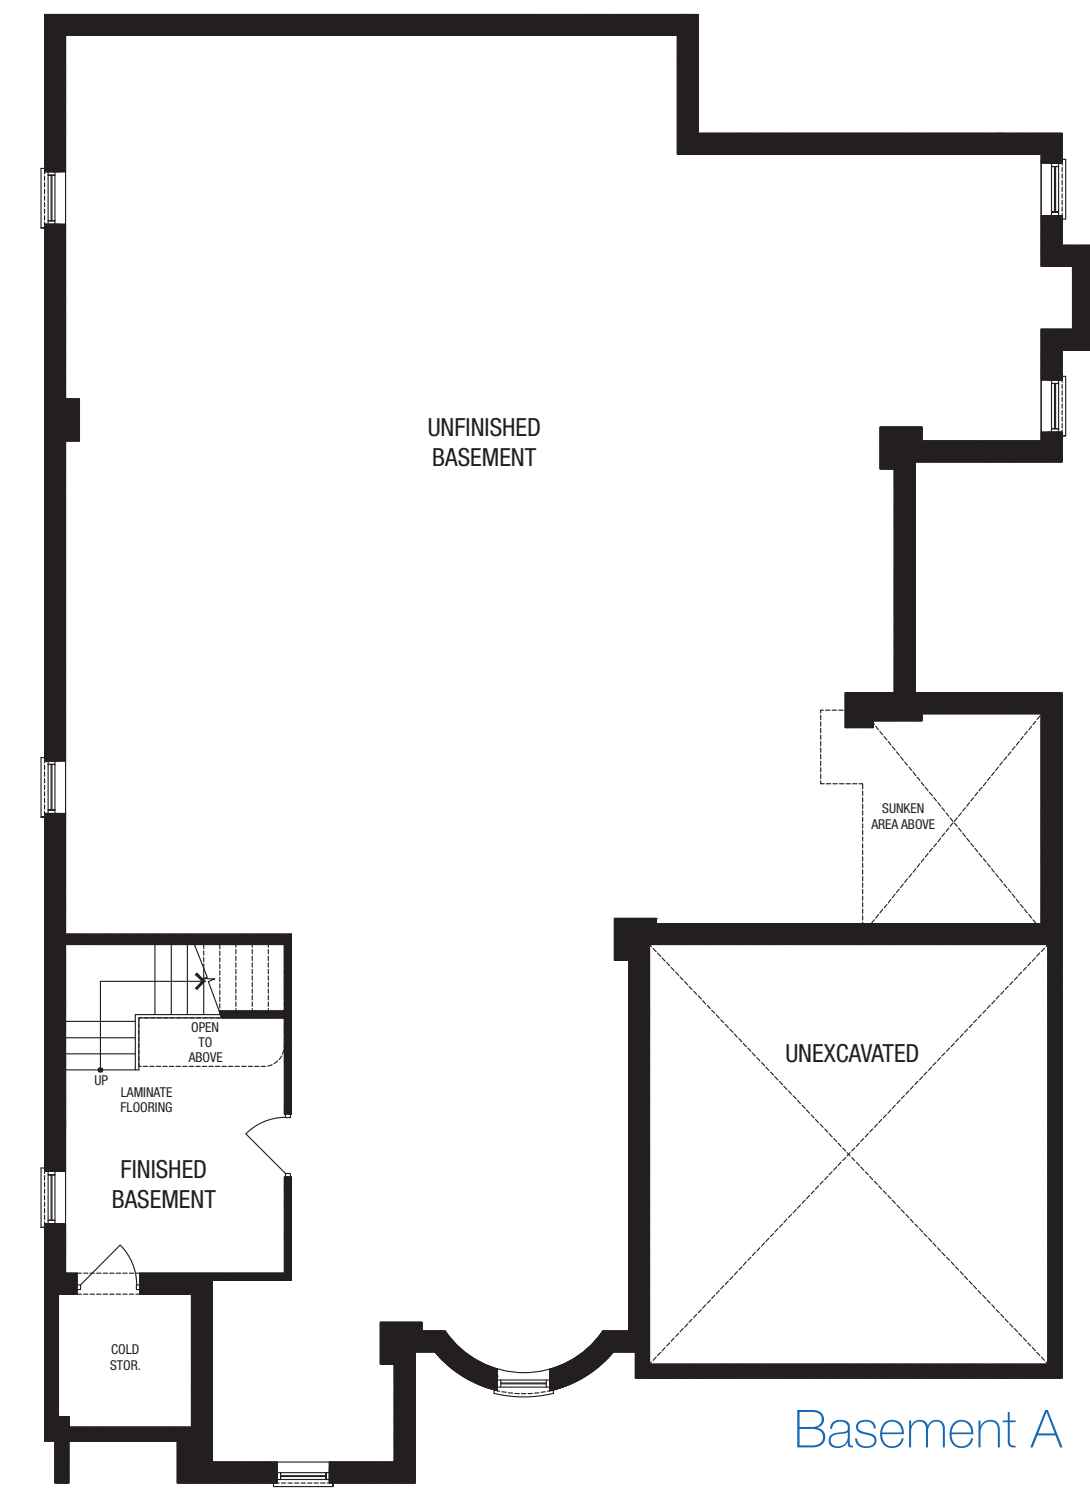 UNFINISHED
BASEMENT
SUNKEN
AREA ABOVE
OPEN
TO
ABOVE
UP
LAMINATE
FLOORING
UNEXCAVATED
FINISHED
BASEMENT
COLD
STOR.
Basement A